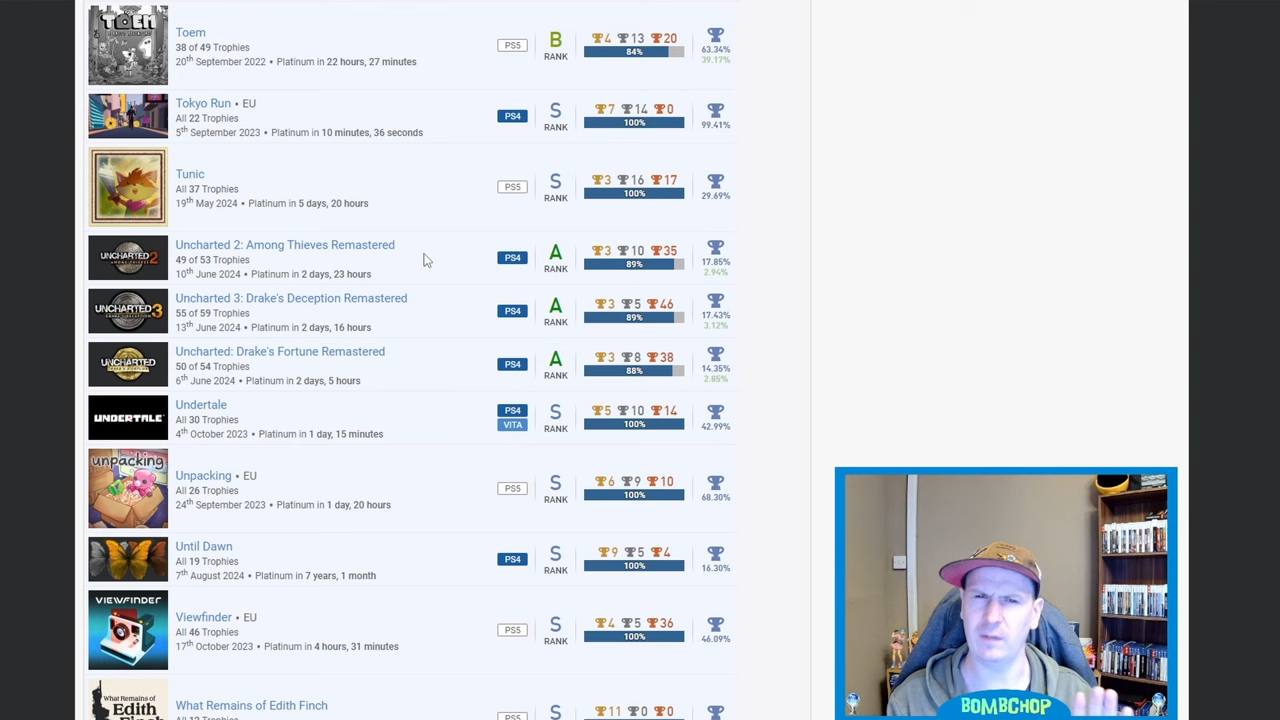 TOEM
Toem
38 of 49 Trophies
20th September 2022 • Platinum in 22 hours, 27 minutes
PS5
B
RANK
4 13 20
84%
63.34%
39.17%
Tokyo Run • EU
All 22 Trophies
5th September 2023 • Platinum in 10 minutes, 36 seconds
PS4
S
RANK
7 14 0
100%
99.41%
Tunic
All 37 Trophies
19th May 2024 • Platinum in 5 days, 20 hours
PS5
S
RANK
3 16 17
100%
29.69%
UNCHARTED 2
Uncharted 2: Among Thieves Remastered
49 of 53 Trophies
10th June 2024 • Platinum in 2 days, 23 hours
PS4
A
RANK
3 10 35
89%
17.85%
2.94%
UNCHARTED 3
Uncharted 3: Drake's Deception Remastered
55 of 59 Trophies
13th June 2024 • Platinum in 2 days, 16 hours
PS4
A
RANK
3 5 46
89%
17.43%
3.12%
UNCHARTED
Uncharted: Drake's Fortune Remastered
50 of 54 Trophies
6th June 2024 • Platinum in 2 days, 5 hours
PS4
A
RANK
3 8 38
88%
14.35%
2.85%
UNDERTALE
Undertale
All 30 Trophies
4th October 2023 • Platinum in 1 day, 15 minutes
PS4
VITA
S
RANK
5 10 14
100%
42.99%
unpacking
Unpacking • EU
All 26 Trophies
24th September 2023 • Platinum in 1 day, 20 hours
PS5
S
RANK
6 9 10
100%
68.30%
Until Dawn
All 19 Trophies
7th August 2024 • Platinum in 7 years, 1 month
PS4
S
RANK
9 5 4
100%
16.30%
VIEWFINDER
Viewfinder • EU
All 46 Trophies
17th October 2023 • Platinum in 4 hours, 31 minutes
PS5
S
RANK
4 5 36
100%
46.09%
What Remains of
Edith
Finch
What Remains of Edith Finch
S
11 0 0
BOMBCHOP